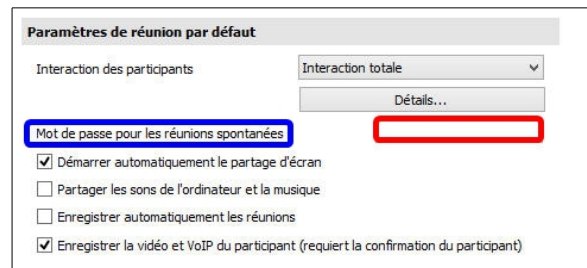 Paramètres de réunion par défaut
Interaction des participants Interaction totale
Détails...
Mot de passe pour les réunions spontanées
Démarrer automatiquement le partage d'écran
Partager les sons de l'ordinateur et la musique
Enregistrer automatiquement les réunions
Enregistrer la vidéo et VoIP du participant (requiert la confirmation du participant)